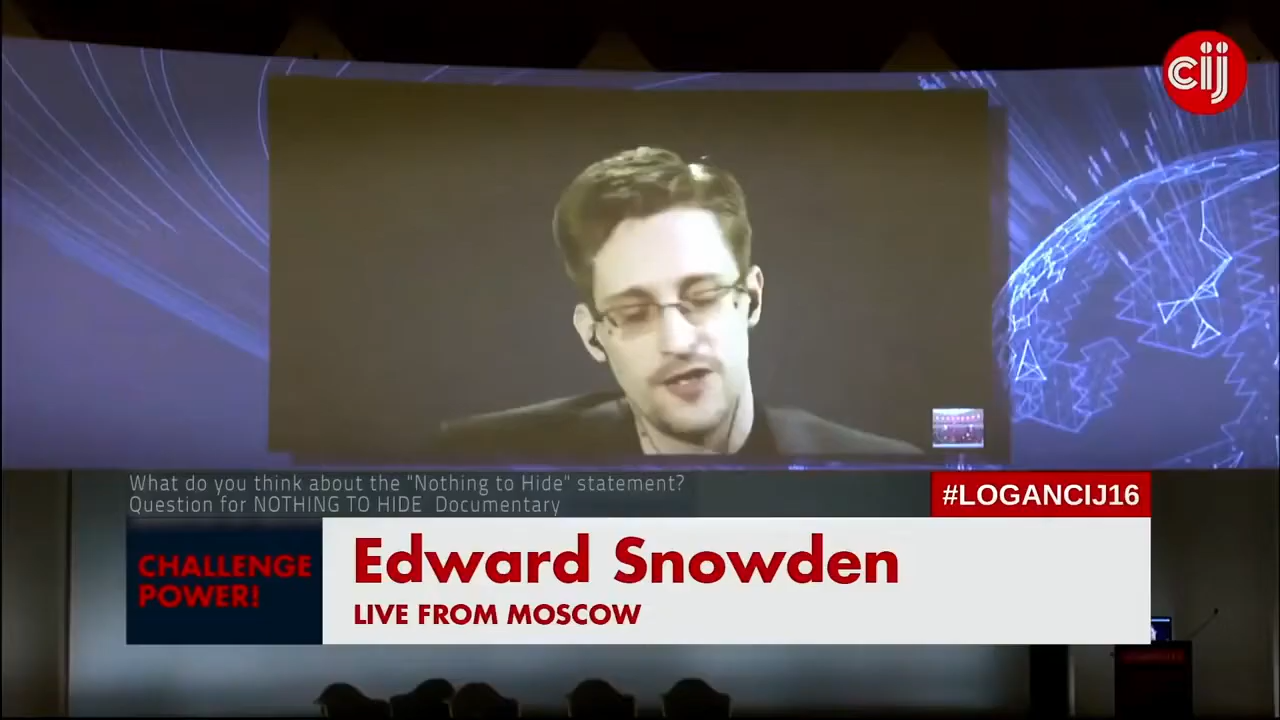 cij
What do you think about the "Nothing to Hide" statement?
Question for NOTHING TO HIDE Documentary
#LOGANCIJ16
CHALLENGE
POWER!
Edward Snowden
LIVE FROM MOSCOW